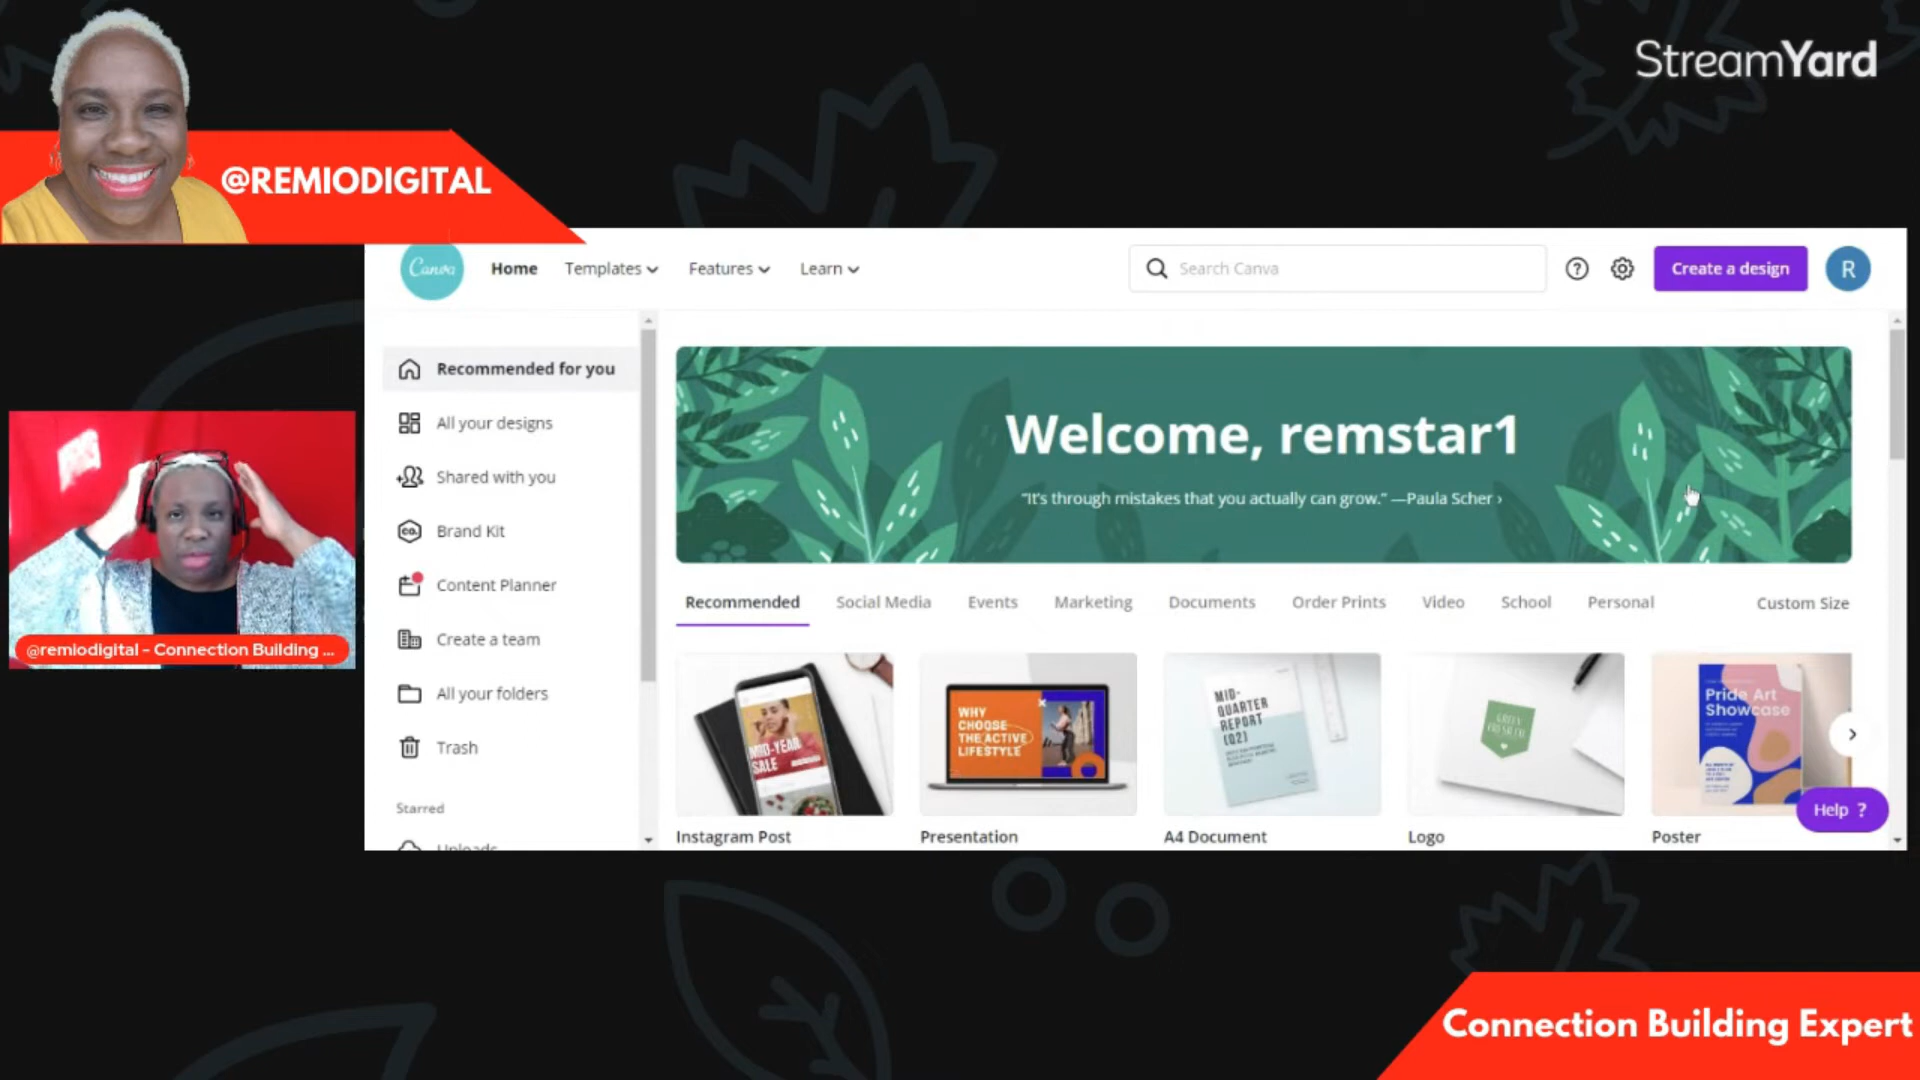 StreamYard
@REMIODIGITAL
Canva
Home
Templates
Features
Learn
Search Canva
Create a design
R
Recommended for you
All your designs
Shared with you
Brand Kit
Content Planner
Create a team
All your folders
Trash
Starred
Uploads
Welcome, remstar1
“It's through mistakes that you actually can grow.” —Paula Scher ›
Recommended
Social Media
Events
Marketing
Documents
Order Prints
Video
School
Personal
Custom Size
MID-YEAR
SALE
WHY
CHOOSE
THE ACTIVE
LIFESTYLE
MID-
QUARTER
REPORT
(Q2)
Pride Art
Showcase
Instagram Post
Presentation
A4 Document
Logo
Poster
Help ?
@remiodigital - Connection Building ...
Connection Building Expert